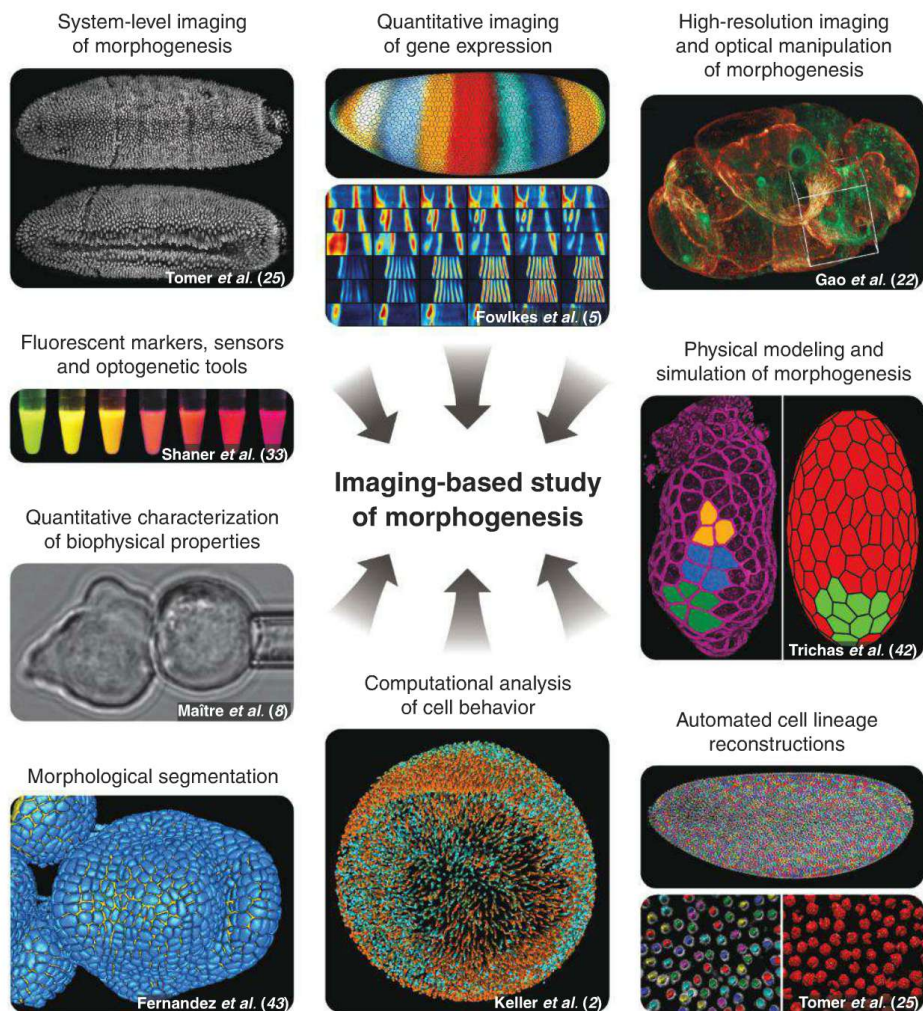 System-level imaging
of morphogenesis
Tomer et al. (25)
Quantitative imaging
of gene expression
Fowlkes et al. (5)
High-resolution imaging
and optical manipulation
of morphogenesis
Gao et al. (22)
Fluorescent markers, sensors
and optogenetic tools
Shaner et al. (33)
Physical modeling and
simulation of morphogenesis
Trichas et al. (42)
Imaging-based study
of morphogenesis
Quantitative characterization
of biophysical properties
Maître et al. (8)
Computational analysis
of cell behavior
Keller et al. (2)
Automated cell lineage
reconstructions
Tomer et al. (25)
Morphological segmentation
Fernandez et al. (43)